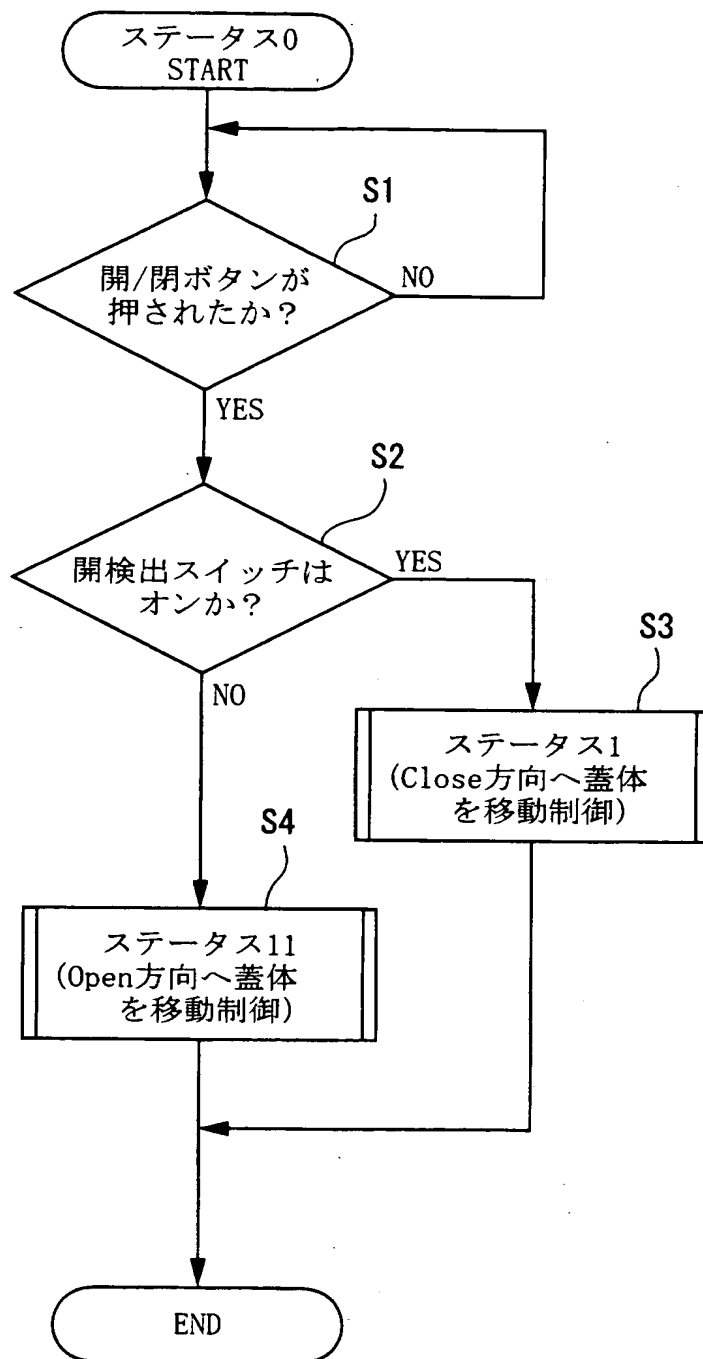 ステータス0
START
S1
開/閉ボタンが
押されたか?
NO
YES
S2
開検出スイッチは
オンか?
YES
NO
S3
ステータス1
(Close方向へ蓋体
を移動制御)
S4
ステータス11
(Open方向へ蓋体
を移動制御)
END